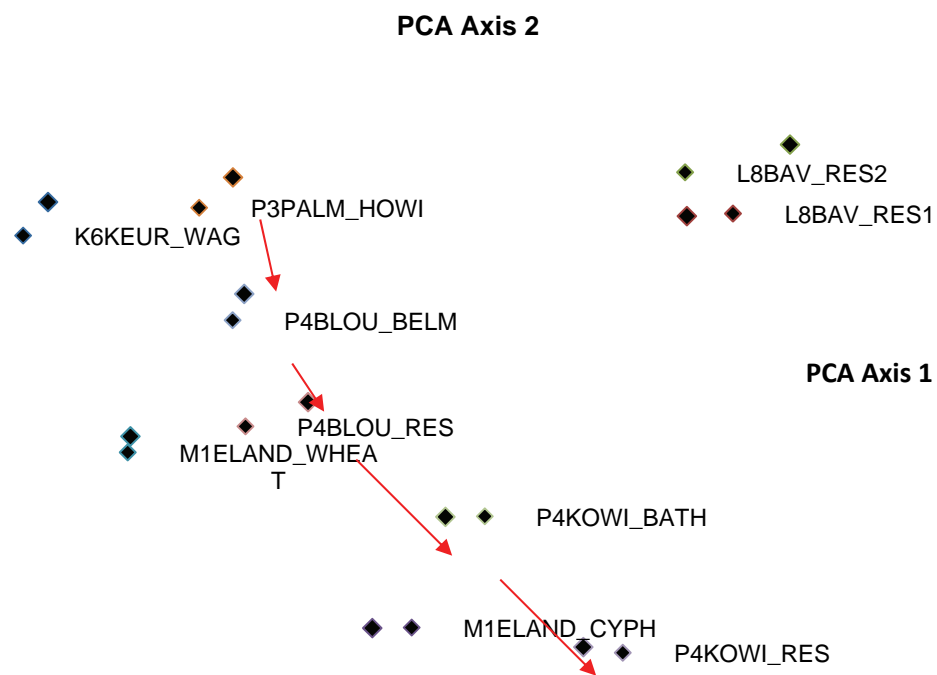 PCA Axis 2
L8BAV_RES2
P3PALM_HOWI
L8BAV_RES1
K6KEUR_WAG
P4BLOU_BELM
PCA Axis 1
P4BLOU_RES
M1ELAND_WHEA
T
P4KOWI_BATH
M1ELAND_CYPH
P4KOWI_RES